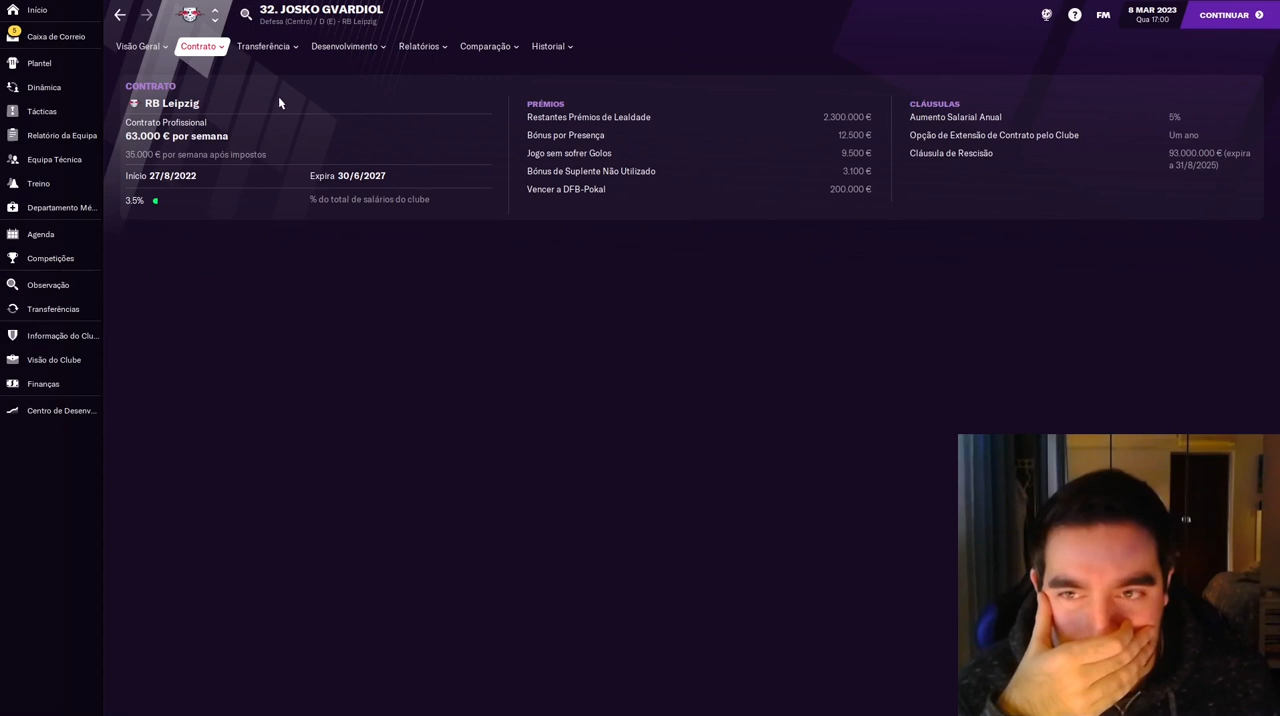 Início
5
Caixa de Correio
Plantel
Dinâmica
Tácticas
Relatório da Equipa
Equipa Técnica
Treino
Departamento Mé...
Agenda
Competições
Observação
Transferências
Informação do Clu...
Visão do Clube
Finanças
Centro de Desenv...
32. JOSKO GVARDIOL
Defesa (Centro) / D (E) - RB Leipzig
FM
8 MAR 2023
Qua 17:00
CONTINUAR
Visão Geral
Contrato
Transferência
Desenvolvimento
Relatórios
Comparação
Historial
CONTRATO
RB Leipzig
Contrato Profissional
63.000 € por semana
35.000 € por semana após impostos
Início 27/8/2022 Expira 30/6/2027
3.5% % do total de salários do clube
PRÉMIOS
Restantes Prémios de Lealdade 2.300.000 €
Bónus por Presença 12.500 €
Jogo sem sofrer Golos 9.500 €
Bónus de Suplente Não Utilizado 3.100 €
Vencer a DFB-Pokal 200.000 €
CLÁUSULAS
Aumento Salarial Anual 5%
Opção de Extensão de Contrato pelo Clube Um ano
Cláusula de Rescisão 93.000.000 € (expira
a 31/8/2025)